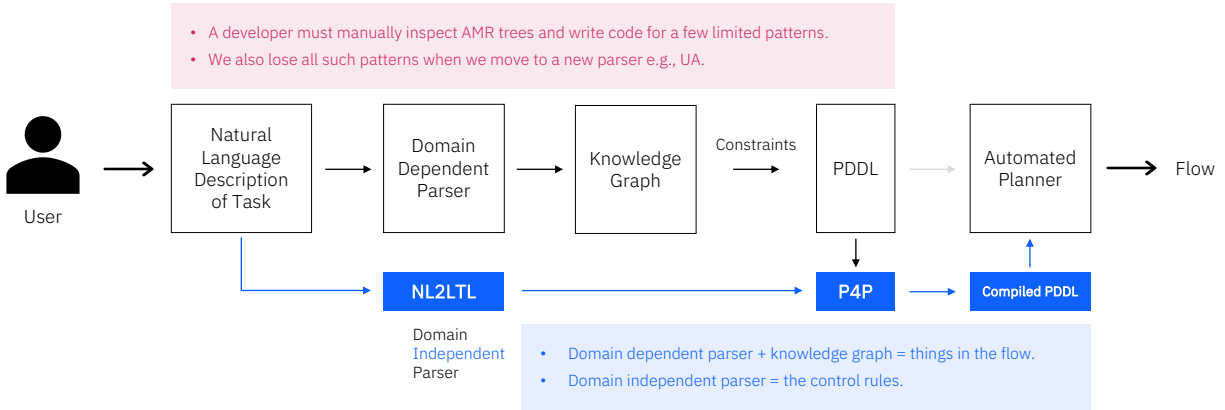 • A developer must manually inspect AMR trees and write code for a few limited patterns.
• We also lose all such patterns when we move to a new parser e.g., UA.
User
Natural
Language
Description
of Task
Domain
Dependent
Parser
Knowledge
Graph
Constraints
PDDL
Automated
Planner
Flow
NL2LTL
P4P
Compiled PDDL
Domain
Independent
Parser
• Domain dependent parser + knowledge graph = things in the flow.
• Domain independent parser = the control rules.